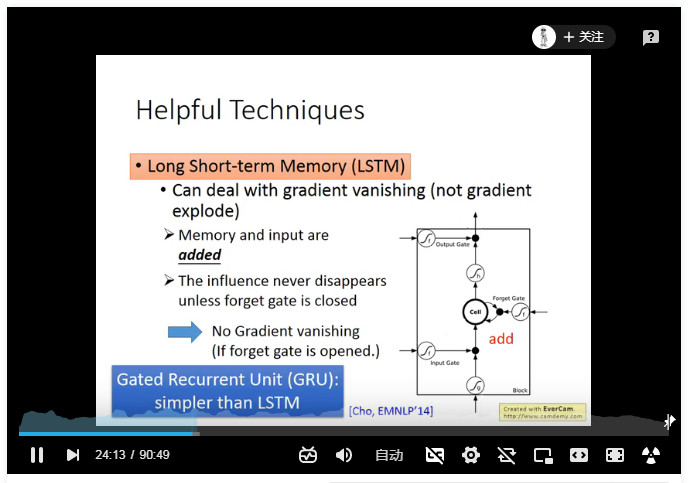 + 关注
?
Helpful Techniques
• Long Short-term Memory (LSTM)
• Can deal with gradient vanishing (not gradient
explode)
➢ Memory and input are
added
➢ The influence never disappears
unless forget gate is closed
No Gradient vanishing
(If forget gate is opened.)
Gated Recurrent Unit (GRU):
simpler than LSTM
[Cho, EMNLP'14]
f
Output Gate
h
Forget Gate
Cell
f
add
f
Input Gate
g
Block
Created with EverCam.
http://www.camdemy.com
24:13 / 90:49
自动